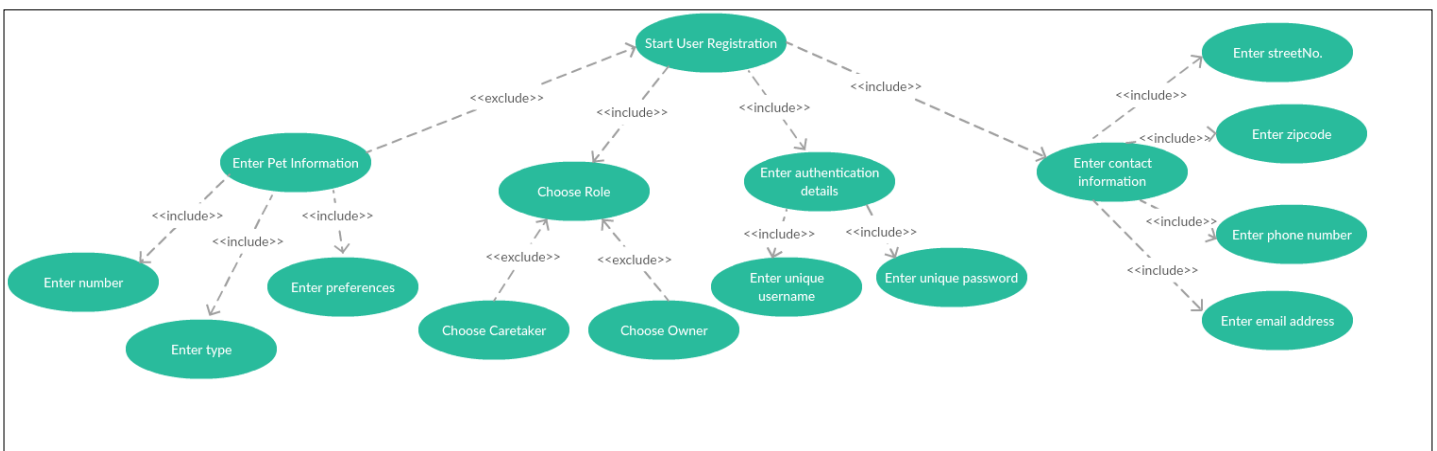 Start User Registration
Enter streetNo.
<<exclude>>
<<include>>
<<include>>
<<include>>
<<include>>
Enter zipcode
<<include>>
Enter Pet Information
Choose Role
Enter authentication
details
Enter contact
information
<<include>>
<<include>>
<<include>>
<<include>>
<<include>>
<<include>>
Enter phone number
<<exclude>>
<<exclude>>
<<include>>
Enter number
Enter preferences
Enter unique
username
Enter unique password
Enter type
Choose Caretaker
Choose Owner
Enter email address